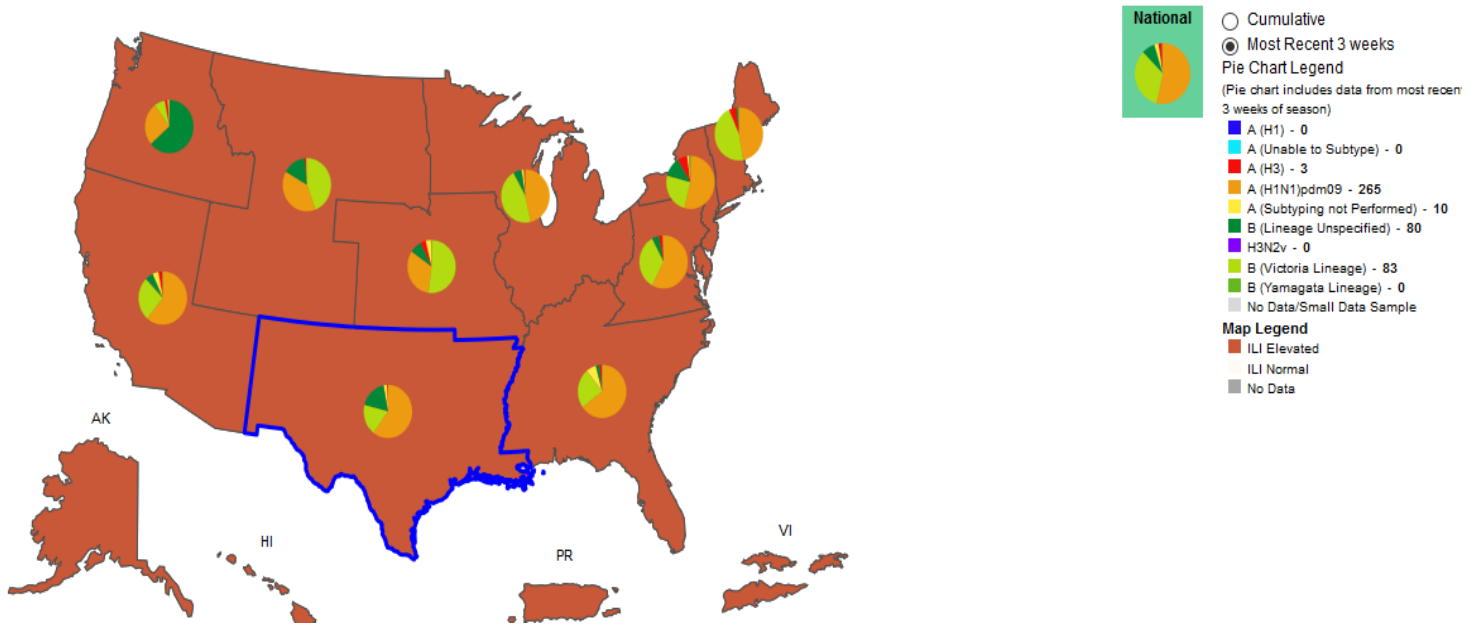 National
Cumulative
Most Recent 3 weeks
Pie Chart Legend
(Pie chart includes data from most recent
3 weeks of season)
A (H1) - 0
A (Unable to Subtype) - 0
A (H3) - 3
A (H1N1)pdm09 - 265
A (Subtyping not Performed) - 10
B (Lineage Unspecified) - 80
H3N2v - 0
B (Victoria Lineage) - 83
B (Yamagata Lineage) - 0
No Data/Small Data Sample
Map Legend
ILI Elevated
ILI Normal
No Data
AK
HI
PR
VI